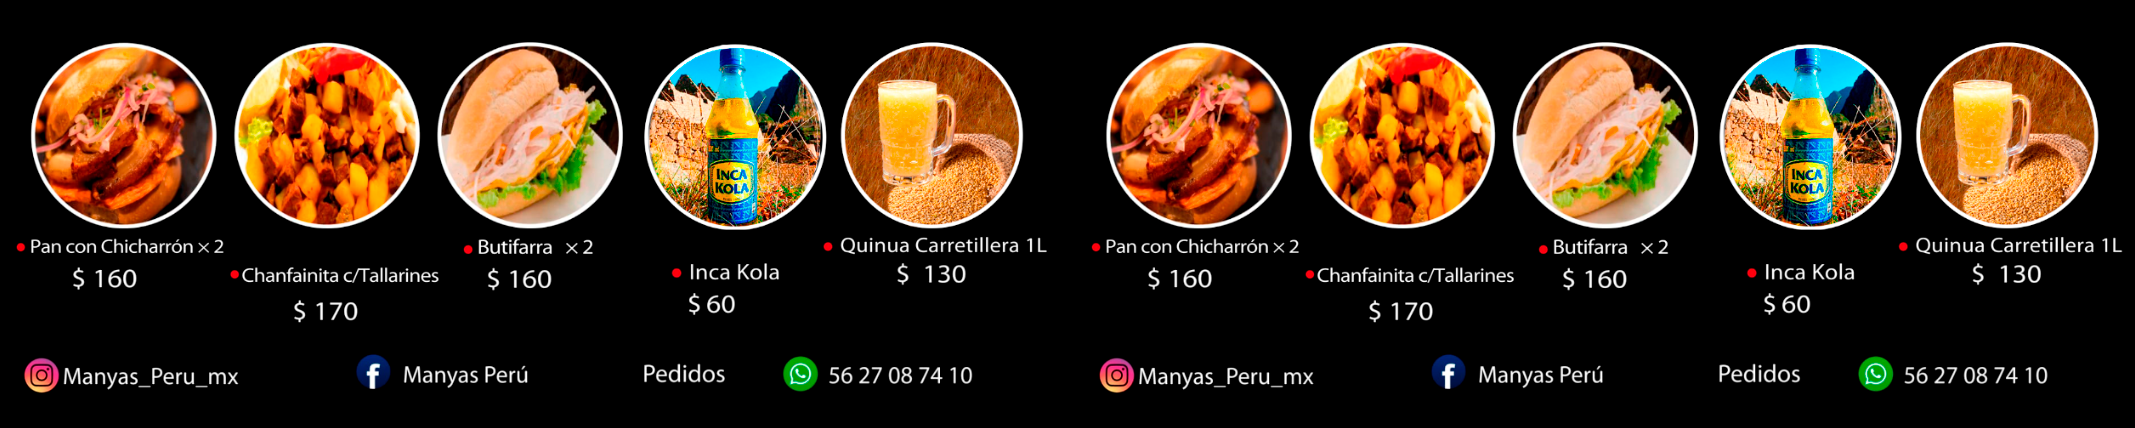 INCA
KOLA
INCA
KOLA
Pan con Chicharrón × 2
$ 160
Chanfainita c/Tallarines
$ 170
Butifarra × 2
$ 160
Inca Kola
$ 60
Quinua Carretillera 1L
$ 130
Pan con Chicharrón × 2
$ 160
Chanfainita c/Tallarines
$ 170
Butifarra × 2
$ 160
Inca Kola
$ 60
Quinua Carretillera 1L
$ 130
Manyas_Peru_mx
Manyas Perú
Pedidos
56 27 08 74 10
Manyas_Peru_mx
Manyas Perú
Pedidos
56 27 08 74 10